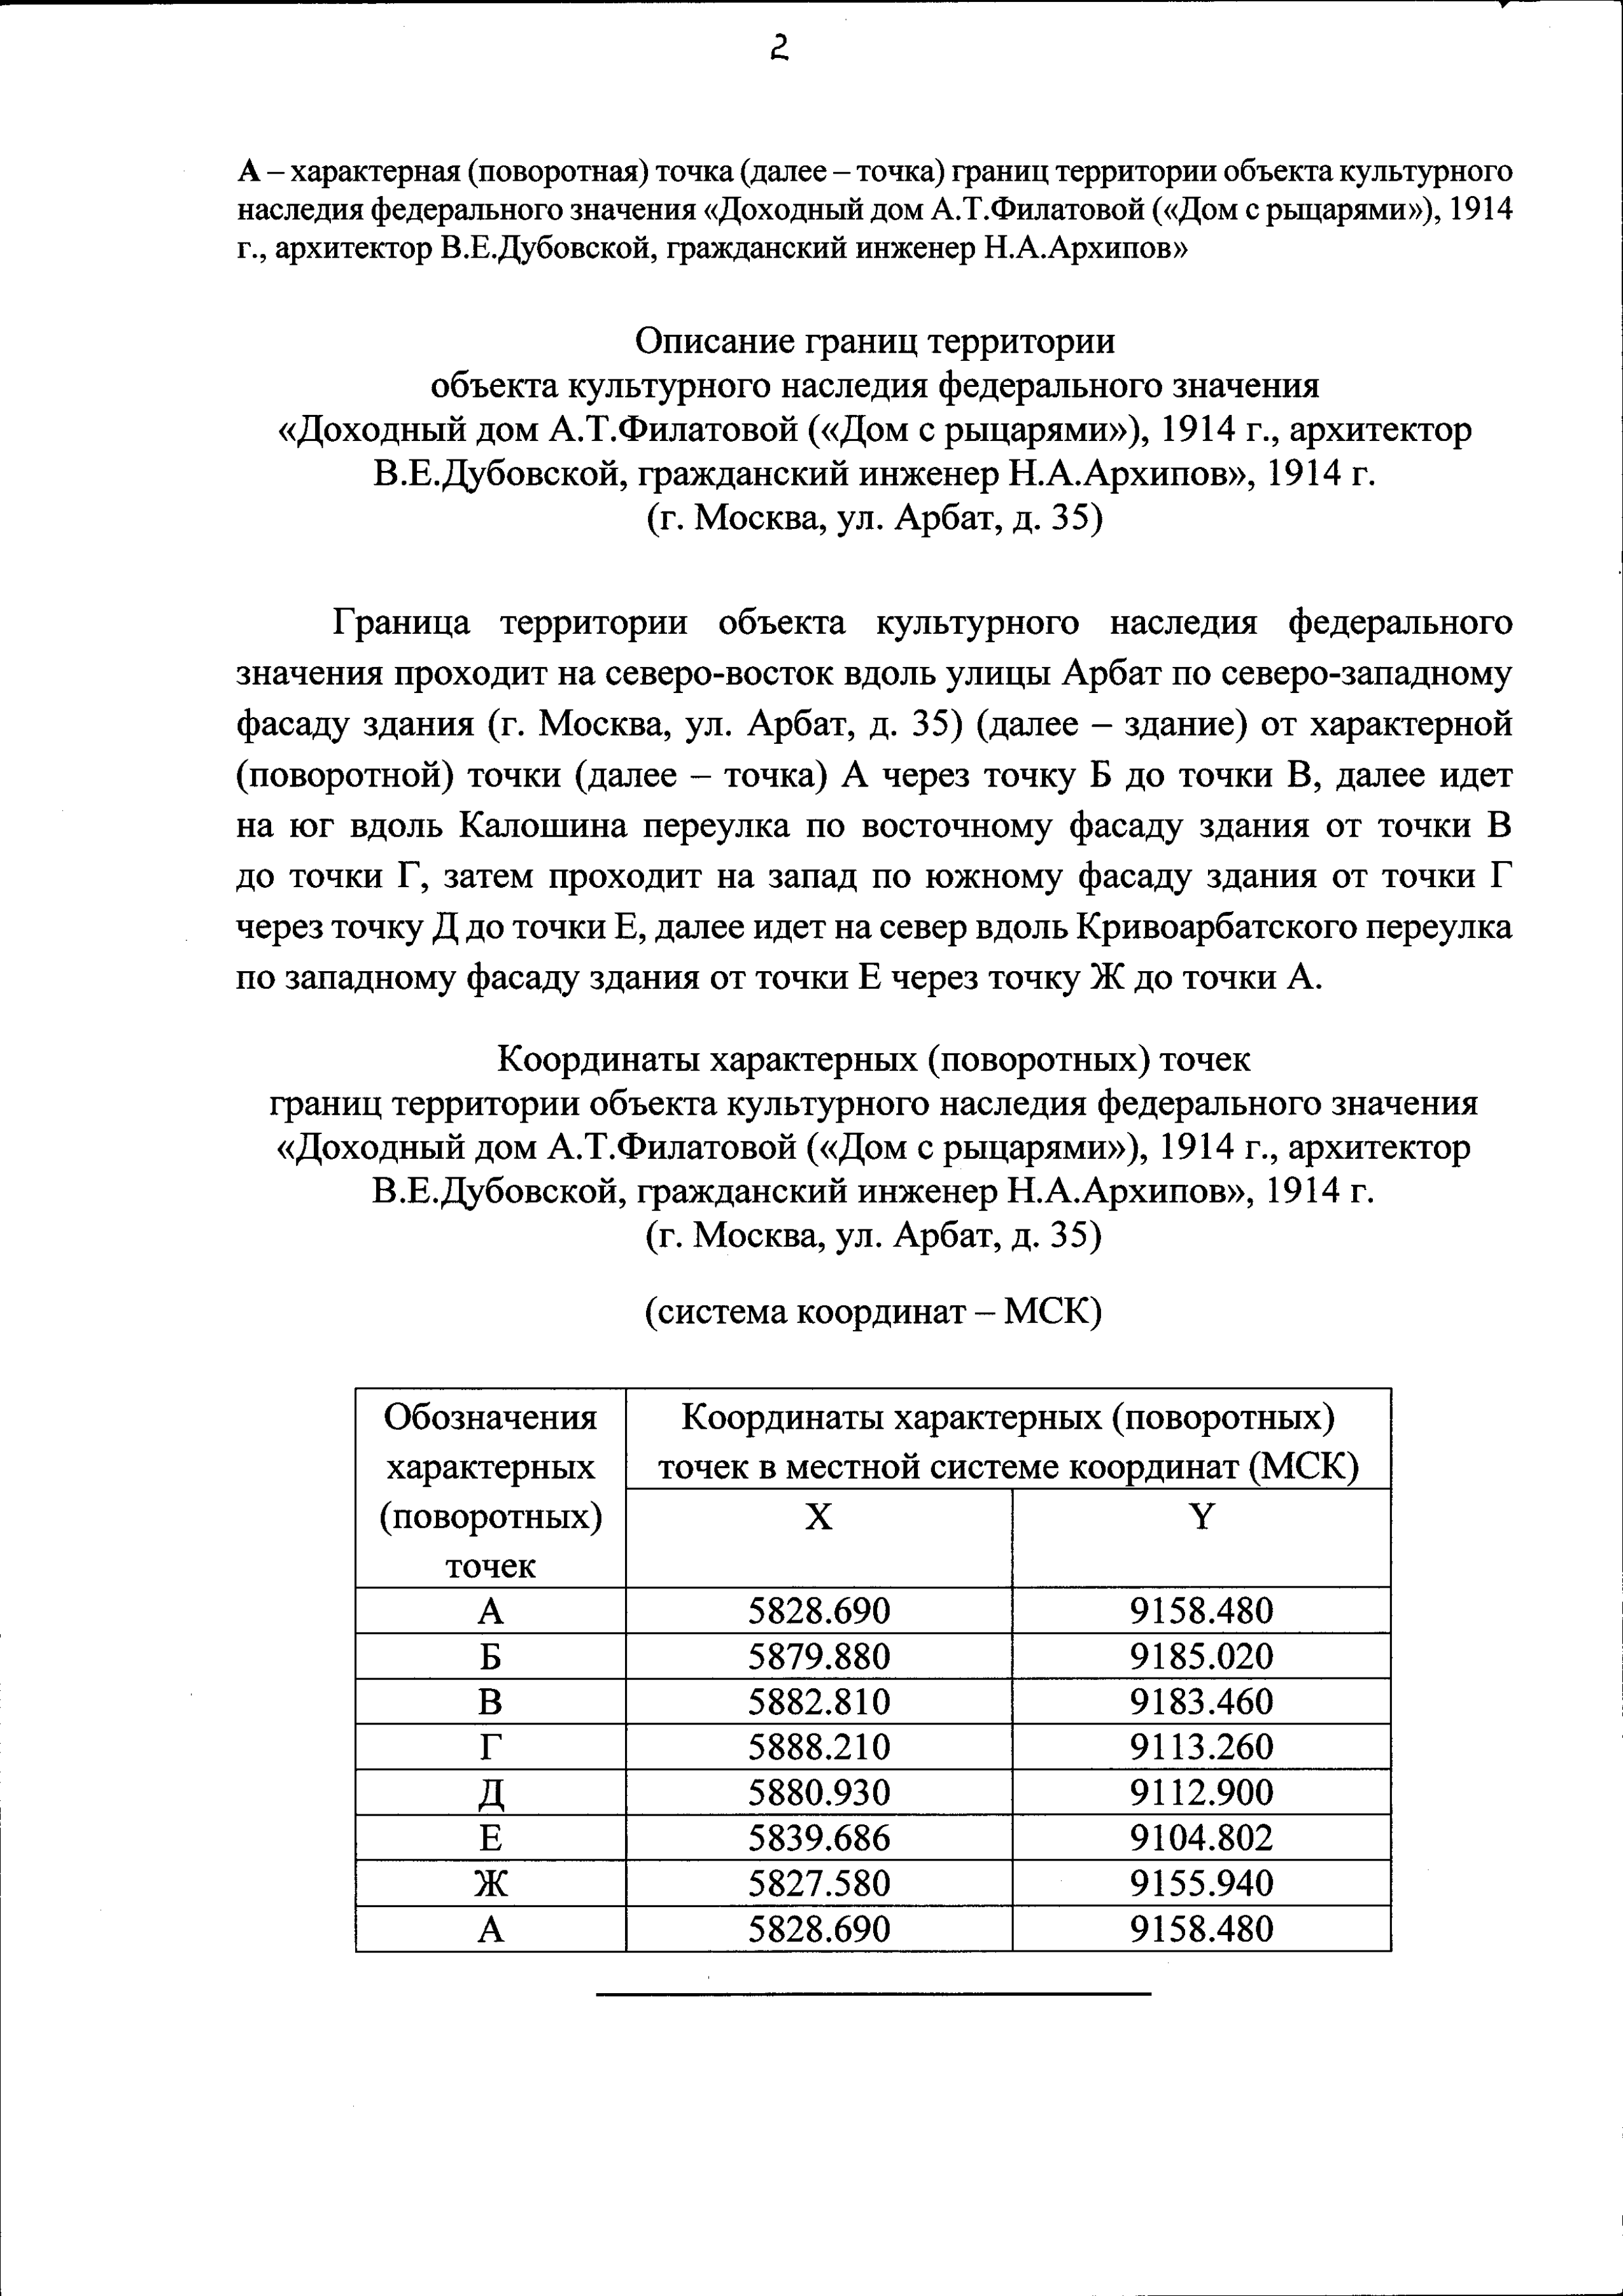 2
А – характерная (поворотная) точка (далее – точка) границ территории объекта культурного
наследия федерального значения «Доходный дом А.Т.Филатовой («Дом с рыцарями»), 1914
г., архитектор В.Е.Дубовской, гражданский инженер Н.А.Архипов»
Описание границ территории
объекта культурного наследия федерального значения
«Доходный дом А.Т.Филатовой («Дом с рыцарями»), 1914 г., архитектор
В.Е.Дубовской, гражданский инженер Н.А.Архипов», 1914 г.
(г. Москва, ул. Арбат, д. 35)
Граница территории объекта культурного наследия федерального
значения проходит на северо-восток вдоль улицы Арбат по северо-западному
фасаду здания (г. Москва, ул. Арбат, д. 35) (далее – здание) от характерной
(поворотной) точки (далее – точка) А через точку Б до точки В, далее идет
на юг вдоль Калошина переулка по восточному фасаду здания от точки В
до точки Г, затем проходит на запад по южному фасаду здания от точки Г
через точку Д до точки Е, далее идет на север вдоль Кривоарбатского переулка
по западному фасаду здания от точки Е через точку Ж до точки А.
Координаты характерных (поворотных) точек
границ территории объекта культурного наследия федерального значения
«Доходный дом А.Т.Филатовой («Дом с рыцарями»), 1914 г., архитектор
В.Е.Дубовской, гражданский инженер Н.А.Архипов», 1914 г.
(г. Москва, ул. Арбат, д. 35)
(система координат – МСК)
Обозначения
характерных
(поворотных)
точек
Координаты характерных (поворотных)
точек в местной системе координат (МСК)
X Y
А 5828.690 9158.480
Б 5879.880 9185.020
В 5882.810 9183.460
Г 5888.210 9113.260
Д 5880.930 9112.900
Е 5839.686 9104.802
Ж 5827.580 9155.940
А 5828.690 9158.480